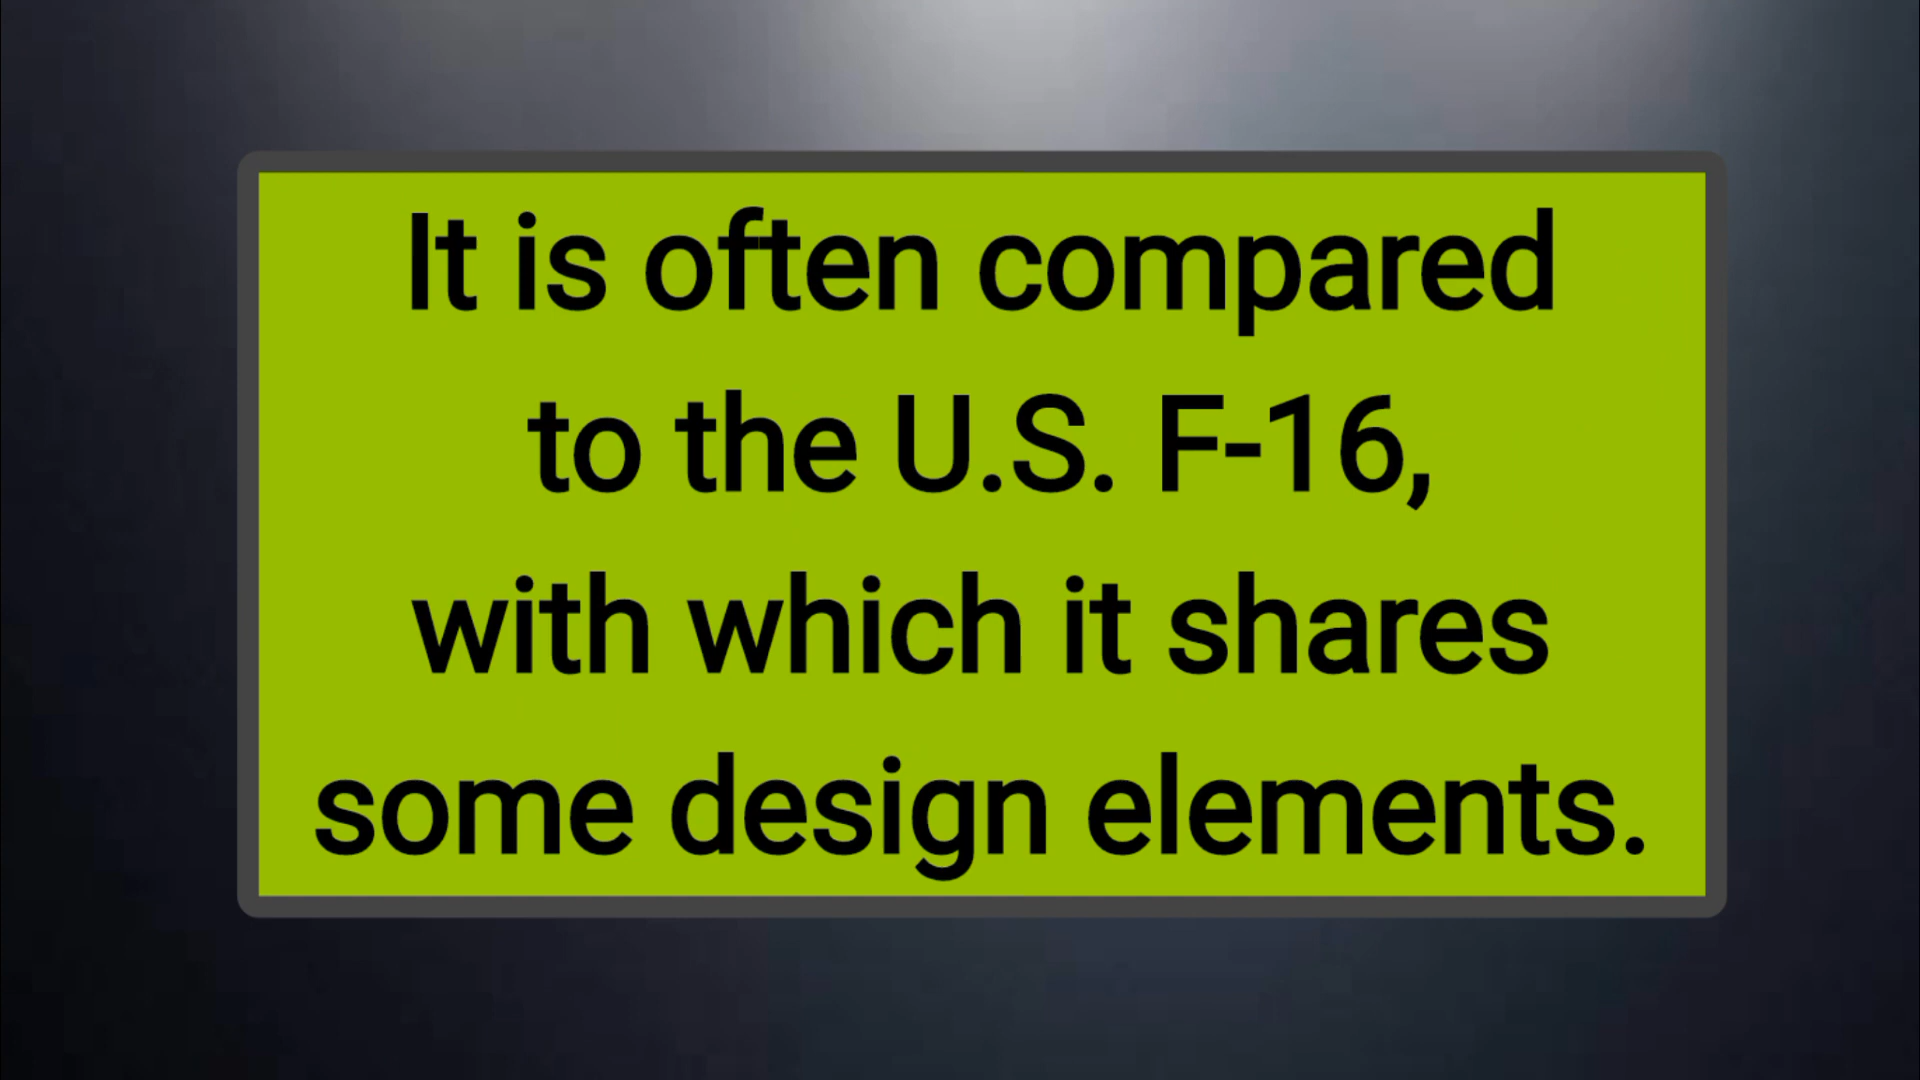 It is often compared
to the U.S. F-16,
with which it shares
some design elements.